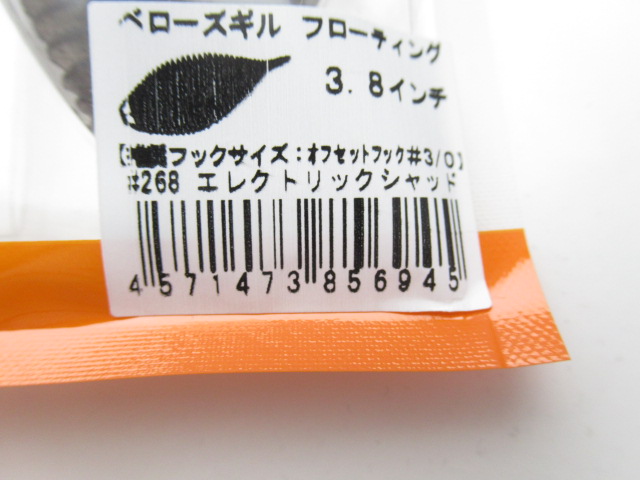 ベローズギル フローティング
3.8インチ
フックサイズ:オフセットフック#3/0】
#268 エレクトリックシャッド
4571473856945